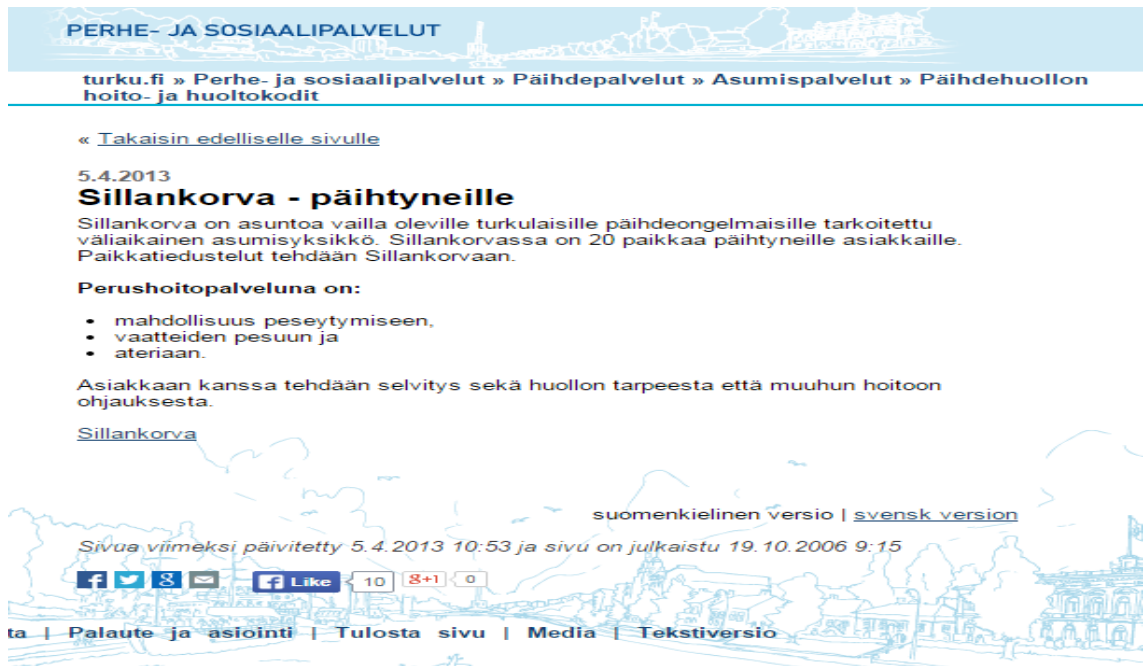 PERHE- JA SOSIAALIPALVELUT
turku.fi » Perhe- ja sosiaalipalvelut » Päihdepalvelut » Asumispalvelut » Päihdehuollon
hoito- ja huoltokodit
« Takaisin edelliselle sivulle
5.4.2013
Sillankorva - päihtyneille
Sillankorva on asuntoa vailla oleville turkulaisille päihdeongelmaisille tarkoitettu
väliaikainen asumisyksikkö. Sillankorvassa on 20 paikkaa päihtyneille asiakkaille.
Paikkatiedustelut tehdään Sillankorvaan.
Perushoitopalveluna on:
• mahdollisuus peseytymiseen,
• vaatteiden pesuun ja
• ateriaan.
Asiakkaan kanssa tehdään selvitys sekä huollon tarpeesta että muuhun hoitoon
ohjauksesta.
Sillankorva
suomenkielinen versio | svensk version
Sivua viimeksi päivitetty 5.4.2013 10:53 ja sivu on julkaistu 19.10.2006 9:15
f 8 f Like 10 8+1 0
ta | Palaute ja asiointi | Tulosta sivu | Media | Tekstiversio